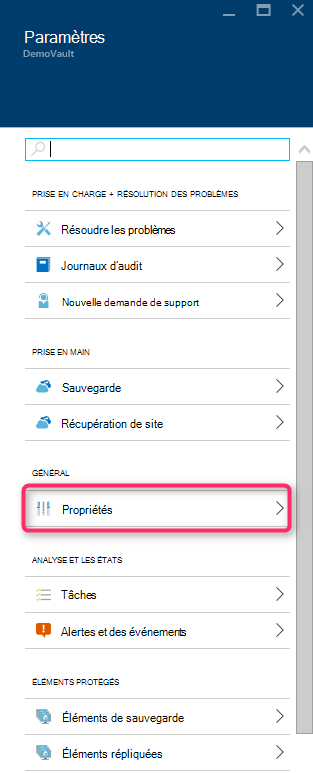 Paramètres
DemoVault
PRISE EN CHARGE + RÉSOLUTION DES PROBLÈMES
Résoudre les problèmes
Journaux d'audit
Nouvelle demande de support
PRISE EN MAIN
Sauvegarde
Récupération de site
GÉNÉRAL
Propriétés
ANALYSE ET LES ÉTATS
Tâches
Alertes et des événements
ÉLÉMENTS PROTÉGÉS
Éléments de sauvegarde
Éléments répliquées